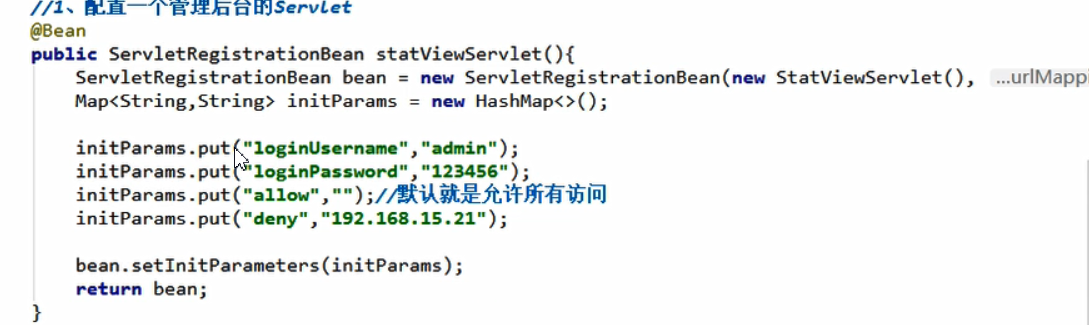 //1、配置一个管理后台的Servlet
@Bean
public ServletRegistrationBean statViewServlet(){
    ServletRegistrationBean bean = new ServletRegistrationBean(new StatViewServlet(), ...urlMappi
    Map<String,String> initParams = new HashMap<>();
    initParams.put("loginUsername","admin");
    initParams.put("loginPassword","123456");
    initParams.put("allow","");//默认就是允许所有访问
    initParams.put("deny","192.168.15.21");
    bean.setInitParameters(initParams);
    return bean;
}